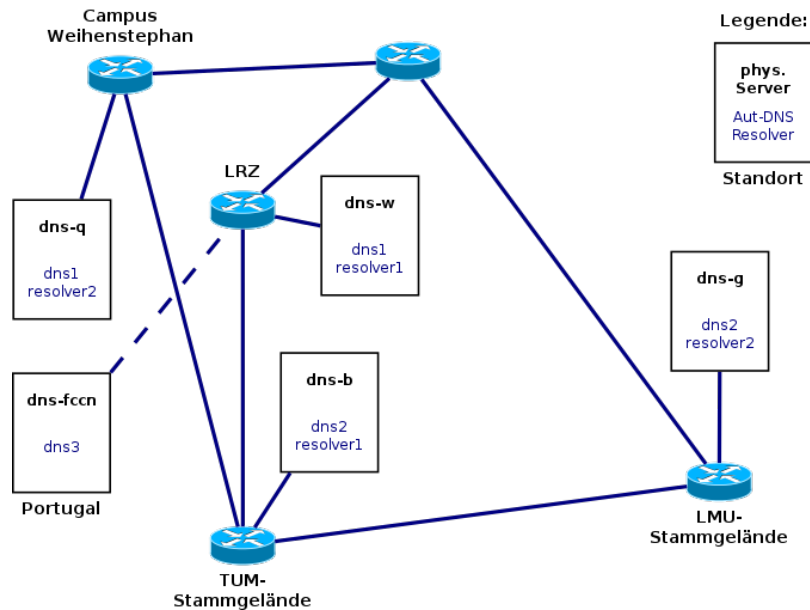 Campus
Weihenstephan
Legende:
phys.
Server
Aut-DNS
Resolver
Standort
LRZ
dns-w
dns1
resolver1
dns-q
dns1
resolver2
dns-g
dns2
resolver2
dns-b
dns2
resolver1
dns-fccn
dns3
Portugal
LMU-
Stammgelände
TUM-
Stammgelände